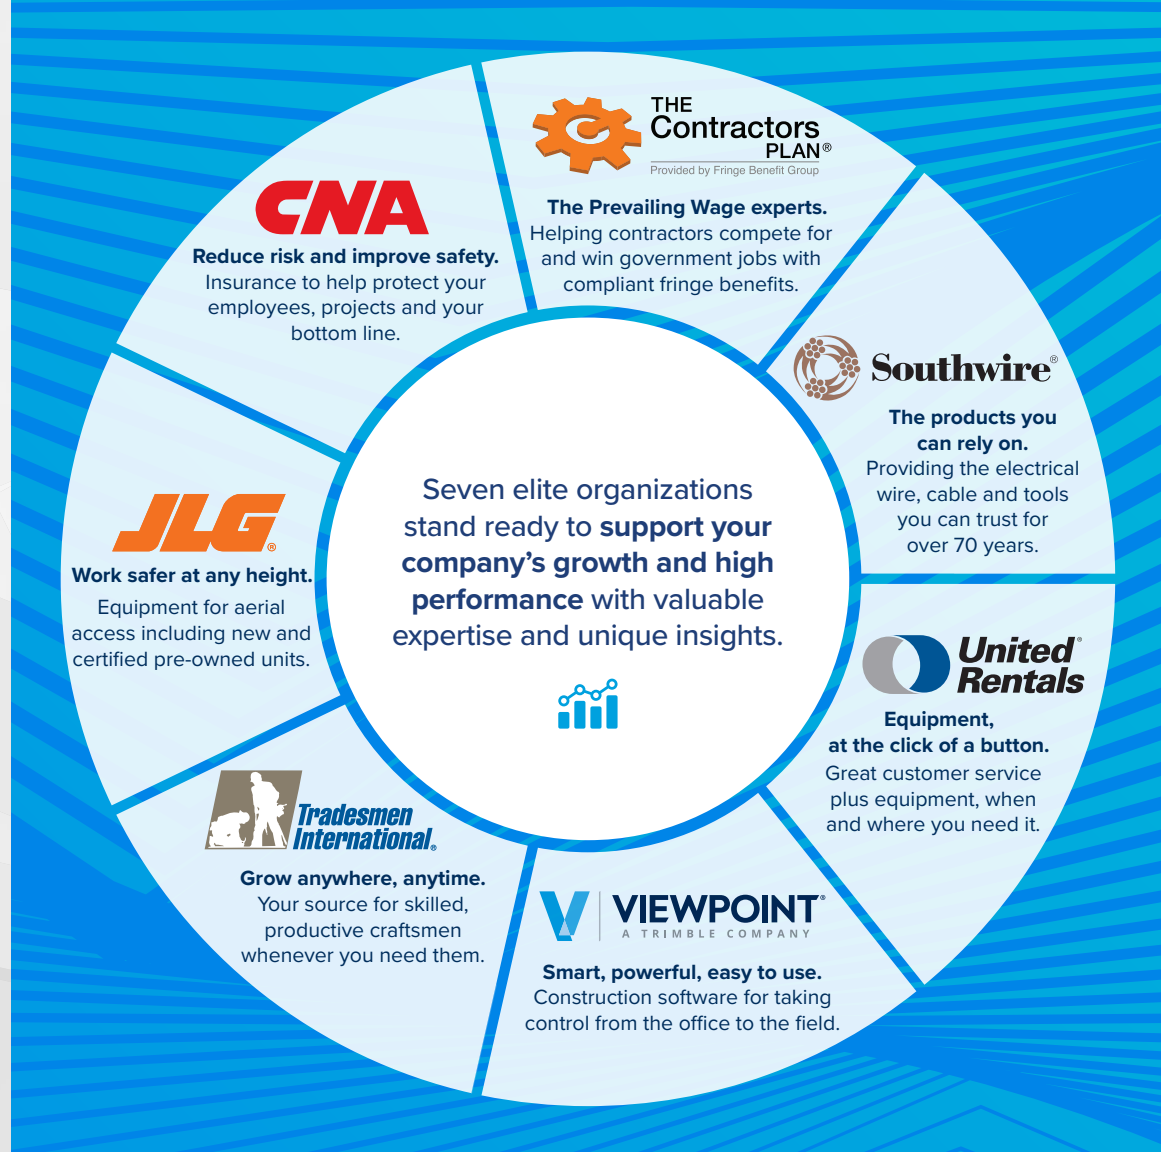 THE
Contractors
PLAN®
Provided by Fringe Benefit Group
The Prevailing Wage experts.
Helping contractors compete for
and win government jobs with
compliant fringe benefits.
CNA
Reduce risk and improve safety.
Insurance to help protect your
employees, projects and your
bottom line.
Southwire®
The products you
can rely on.
Providing the electrical
wire, cable and tools
you can trust for
over 70 years.
Seven elite organizations
stand ready to support your
company’s growth and high
performance with valuable
expertise and unique insights.
JLG®
Work safer at any height.
Equipment for aerial
access including new and
certified pre-owned units.
United®
Rentals
Equipment,
at the click of a button.
Great customer service
plus equipment, when
and where you need it.
Tradesmen
International®
Grow anywhere, anytime.
Your source for skilled,
productive craftsmen
whenever you need them.
VIEWPOINT®
A TRIMBLE COMPANY
Smart, powerful, easy to use.
Construction software for taking
control from the office to the field.